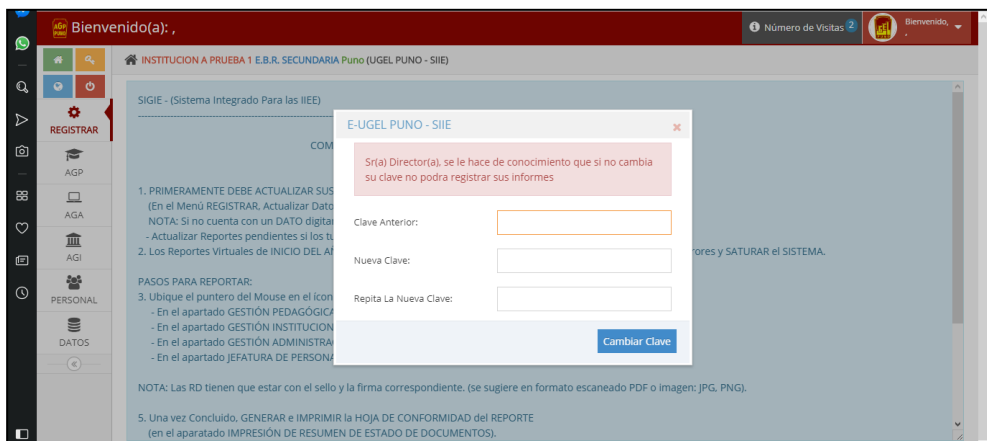 AGP PUNO Bienvenido(a): ,
Número de Visitas 2
Bienvenido,
,
INSTITUCION A PRUEBA 1 E.B.R. SECUNDARIA Puno (UGEL PUNO - SIIE)
REGISTRAR
AGP
AGA
AGI
PERSONAL
DATOS
SIGIE - (Sistema Integrado Para las IIEE)
COM
1. PRIMERAMENTE DEBE ACTUALIZAR SUS
(En el Menú REGISTRAR, Actualizar Dato
NOTA: Si no cuenta con un DATO digita
- Actualizar Reportes pendientes si los tu
2. Los Reportes Virtuales de INICIO DEL A
rores y SATURAR el SISTEMA.
PASOS PARA REPORTAR:
3. Ubique el puntero del Mouse en el ícon
- En el apartado GESTIÓN PEDAGÓGICA
- En el apartado GESTIÓN INSTITUCION
- En el apartado GESTIÓN ADMINISTRA
- En el apartado JEFATURA DE PERSONA
NOTA: Las RD tienen que estar con el sello y la firma correspondiente. (se sugiere en formato escaneado PDF o imagen: JPG, PNG).
5. Una vez Concluido, GENERAR e IMPRIMIR la HOJA DE CONFORMIDAD del REPORTE
(en el aparatado IMPRESIÓN DE RESUMEN DE ESTADO DE DOCUMENTOS).
E-UGEL PUNO - SIIE
Sr(a) Director(a), se le hace de conocimiento que si no cambia
su clave no podra registrar sus informes
Clave Anterior:
Nueva Clave:
Repita La Nueva Clave:
Cambiar Clave